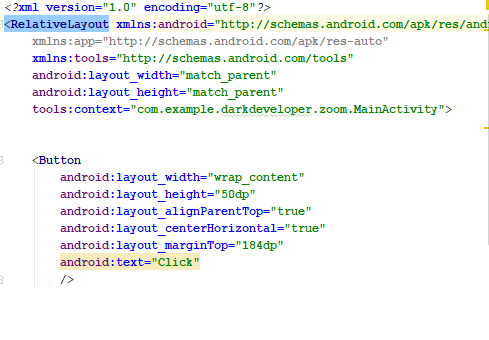 <?xml version="1.0" encoding="utf-8"?>
<RelativeLayout xmlns:android="http://schemas.android.com/apk/res/and
xmlns:app="http://schemas.android.com/apk/res-auto"
xmlns:tools="http://schemas.android.com/tools"
android:layout_width="match_parent"
android:layout_height="match_parent"
tools:context="com.example.darkdeveloper.zoom.MainActivity">
<Button
android:layout_width="wrap_content"
android:layout_height="50dp"
android:layout_alignParentTop="true"
android:layout_centerHorizontal="true"
android:layout_marginTop="184dp"
android:text="Click"
/>